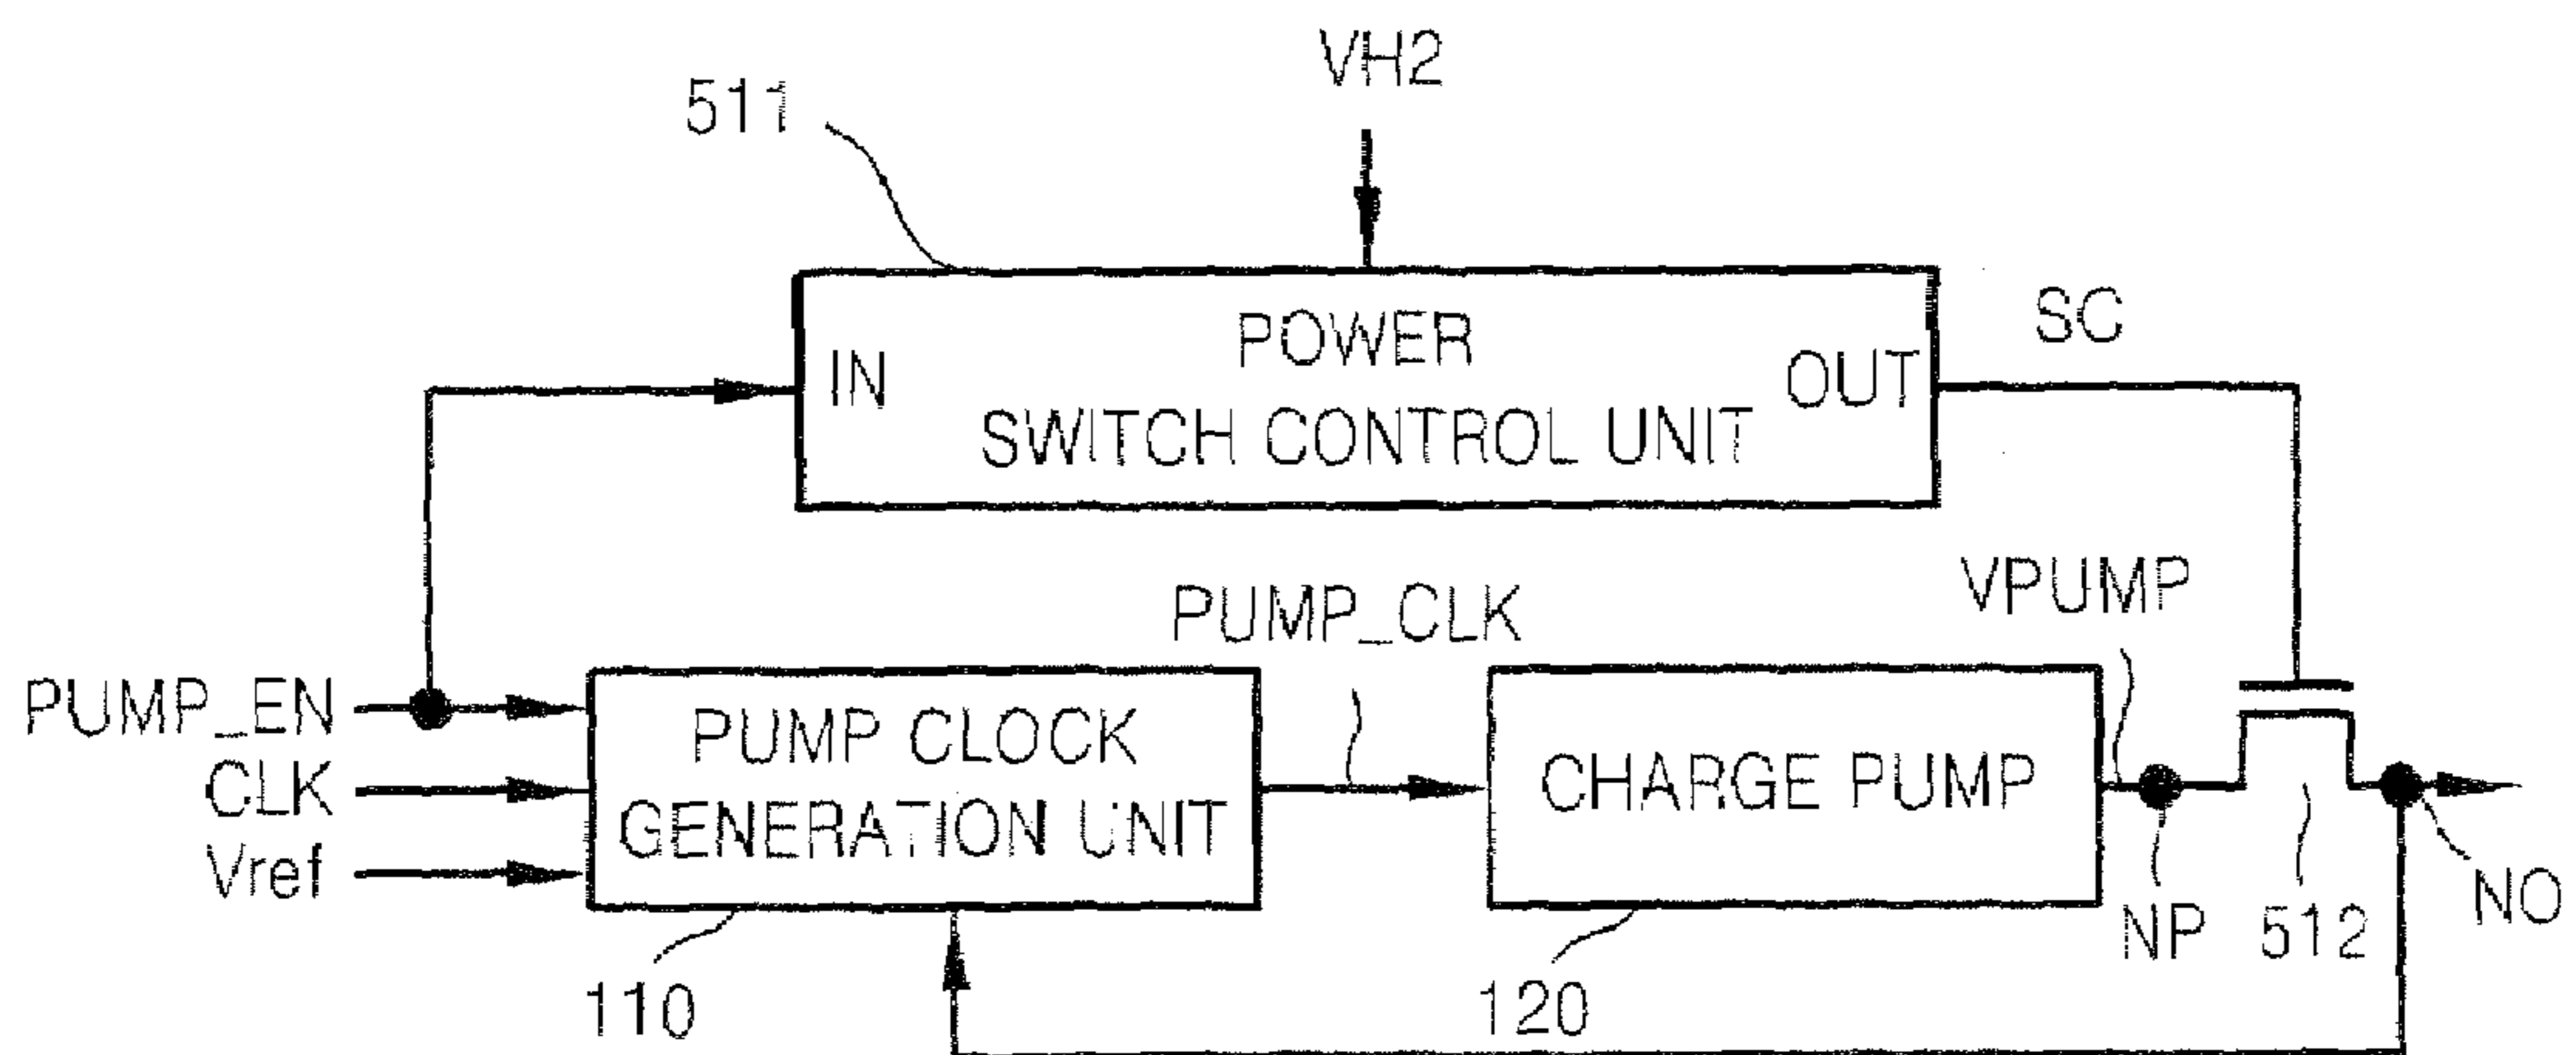 VH2
511
SC
POWER
IN
OUT
SWITCH CONTROL UNIT
VPUMP
PUMP_CLK
PUMP_EN
PUMP CLOCK
CLK
CHARGE PUMP
GENERATION UNIT
Vref
NP
512
NO
110
120